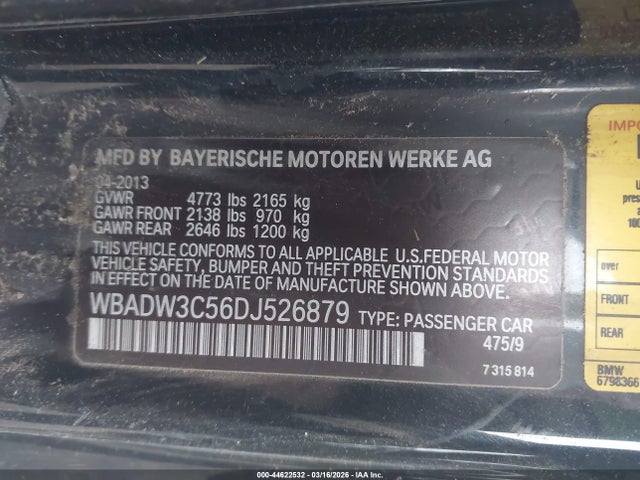 MFD BY BAYERISCHE MOTOREN WERKE AG
04-2013
GVWR 4773 lbs 2165 kg
GAWR FRONT 2138 lbs 970 kg
GAWR REAR 2646 lbs 1200 kg
THIS VEHICLE CONFORMS TO ALL APPLICABLE U.S.FEDERAL MOTOR
VEHICLE SAFETY, BUMPER AND THEFT PREVENTION STANDARDS
IN EFFECT ON THE DATE OF MANUFACTURE SHOWN ABOVE.
WBADW3C56DJ526879 TYPE: PASSENGER CAR
475/9
7 315 814
IMPO
over
FRONT
BMW
6798366
000-44622532 - 03/16/2026 - IAA Inc.